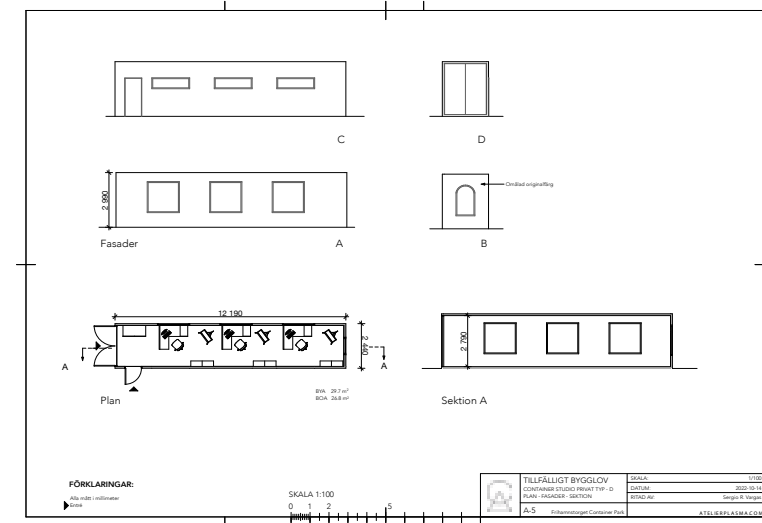 C
D
2 990
Omålad originalfärg
Fasader
A
B
12 190
2 440
2 790
A
A
BYA 29.7 m²
BOA 26.8 m²
Plan
Sektion A
FÖRKLARINGAR:
Alla mått i millimeter
Entré
SKALA 1:100
0 1 2 5
TILLFÄLLIGT BYGGLOV
CONTAINER STUDIO PRIVAT TYP - D
PLAN - FASADER - SEKTION
A-5 Frihamnstorget Container Park
SKALA: 1/100
DATUM: 2022-10-14
RITAD AV: Sergio R. Vargas
ATELIERPLASMA.COM